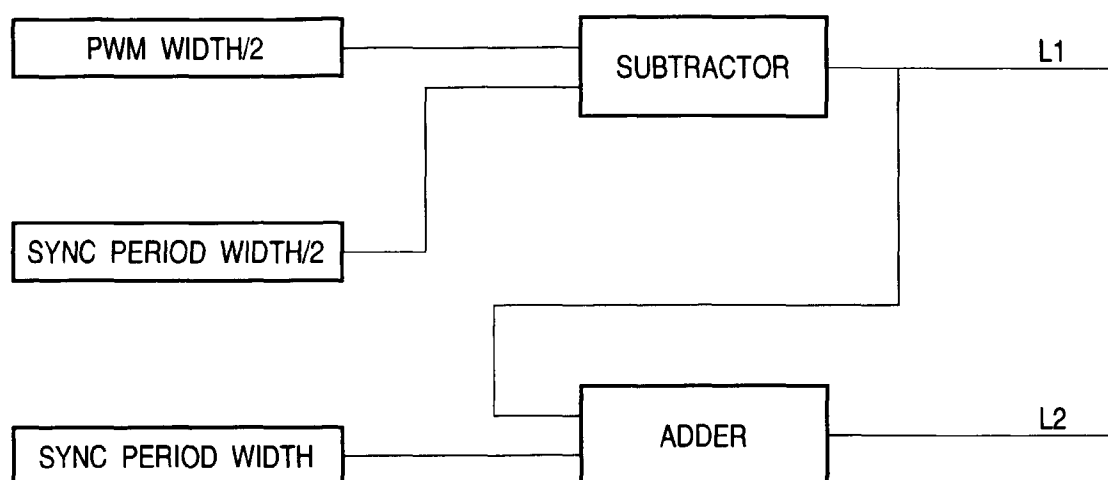 PWM WIDTH/2
SUBTRACTOR
L1
SYNC PERIOD WIDTH/2
SYNC PERIOD WIDTH
ADDER
L2